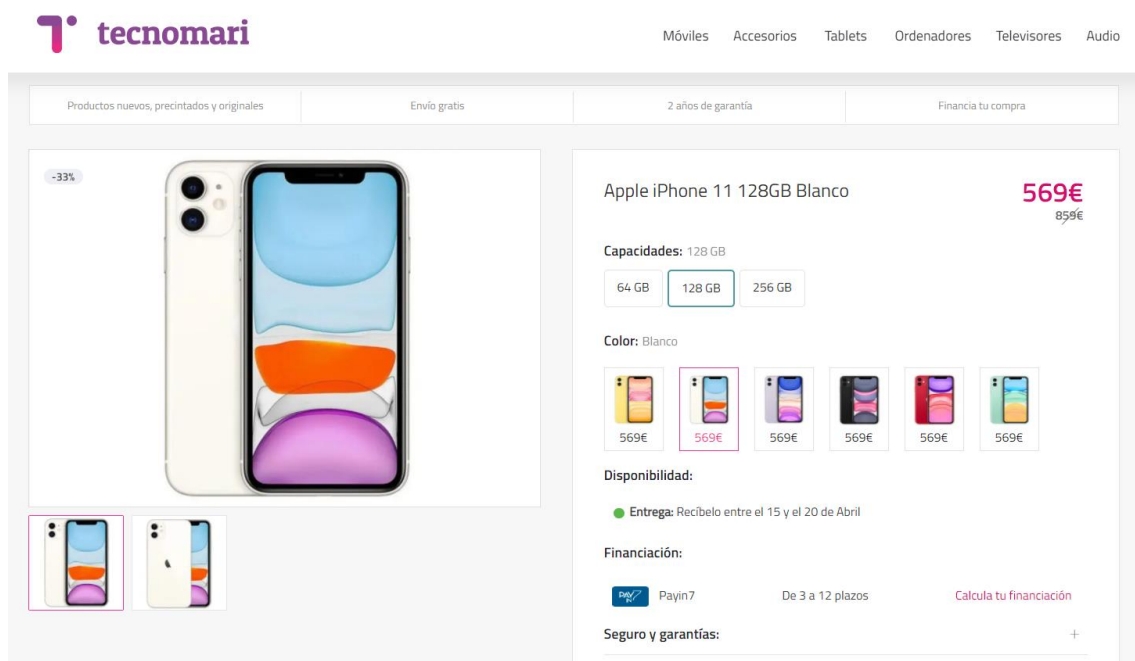 tecnomari
Móviles Accesorios Tablets Ordenadores Televisores Audio
Productos nuevos, precintados y originales Envío gratis 2 años de garantía Financia tu compra
-33%
Apple iPhone 11 128GB Blanco 569€
859€
Capacidades: 128 GB
64 GB 128 GB 256 GB
Color: Blanco
569€ 569€ 569€ 569€ 569€ 569€
Disponibilidad:
Entrega: Recíbelo entre el 15 y el 20 de Abril
Financiación:
PAY IN7 Payin7 De 3 a 12 plazos Calcula tu financiación
Seguro y garantías: +